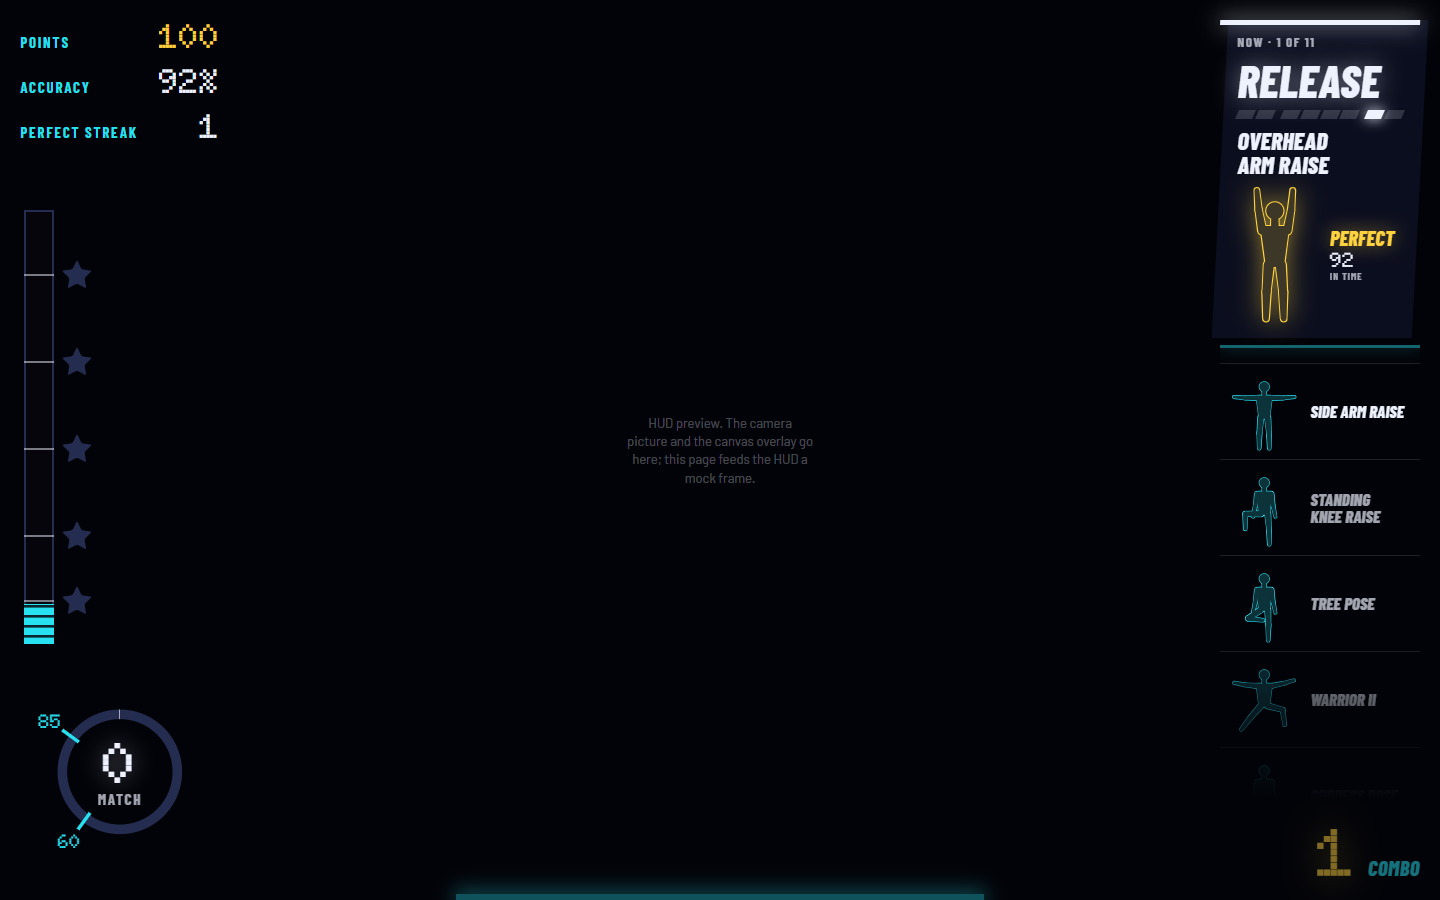 POINTS 100
ACCURACY 92%
PERFECT STREAK 1
NOW · 1 OF 11
RELEASE
OVERHEAD
ARM RAISE
PERFECT
92
IN TIME
SIDE ARM RAISE
STANDING
KNEE RAISE
TREE POSE
WARRIOR II
HUD preview. The camera
picture and the canvas overlay go
here; this page feeds the HUD a
mock frame.
85
0
MATCH
60
1 COMBO